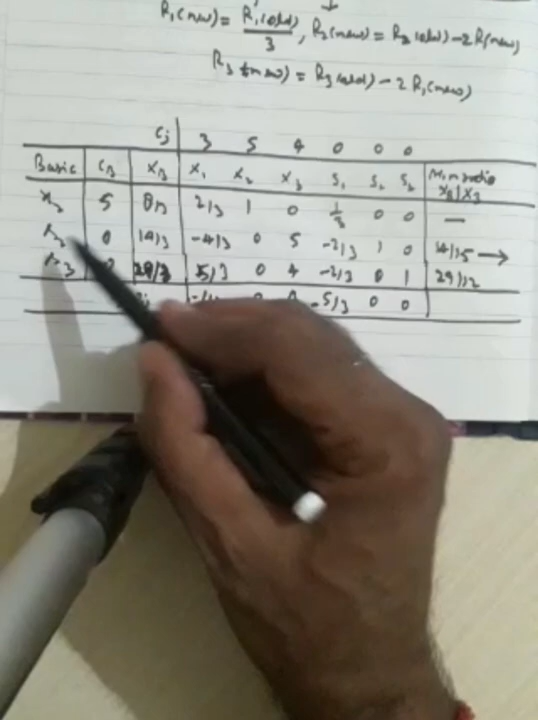 R₁(new) = R₁(old)/3, R₂(new) = R₂(old) - 2R₁(new)
R₃(new) = R₃(old) - 2R₁(new)
Cj 3 5 4 0 0 0
Basic CB XB X₁ X₂ X₃ S₁ S₂ S₃ Min ratio XB/X₃
X₂ 5 8/3 2/3 1 0 1/3 0 0 —
0 14/3 -4/3 0 5 -2/3 1 0 14/15 →
29/3 5/3 0 4 -2/3 0 1 29/12
0 -5/3 0 0